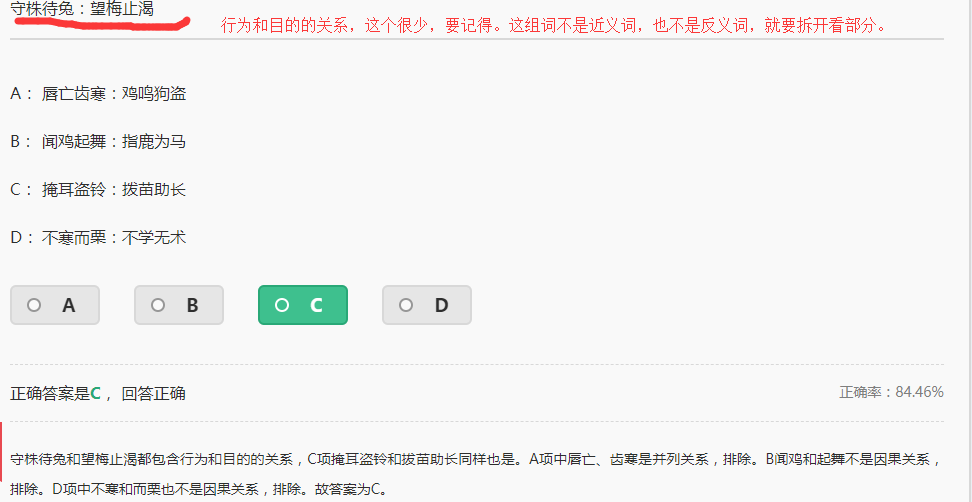 守株待兔：望梅止渴
行为和目的的关系，这个很少，要记得。这组词不是近义词，也不是反义词，就要拆开看部分。
A： 唇亡齿寒：鸡鸣狗盗
B： 闻鸡起舞：指鹿为马
C： 掩耳盗铃：拨苗助长
D： 不寒而栗：不学无术
A B C D
正确答案是C ， 回答正确 正确率：84.46%
守株待兔和望梅止渴都包含行为和目的的关系，C项掩耳盗铃和拔苗助长同样也是。A项中唇亡、齿寒是并列关系，排除。B闻鸡和起舞不是因果关系，
排除。D项中不寒和而栗也不是因果关系，排除。故答案为C。